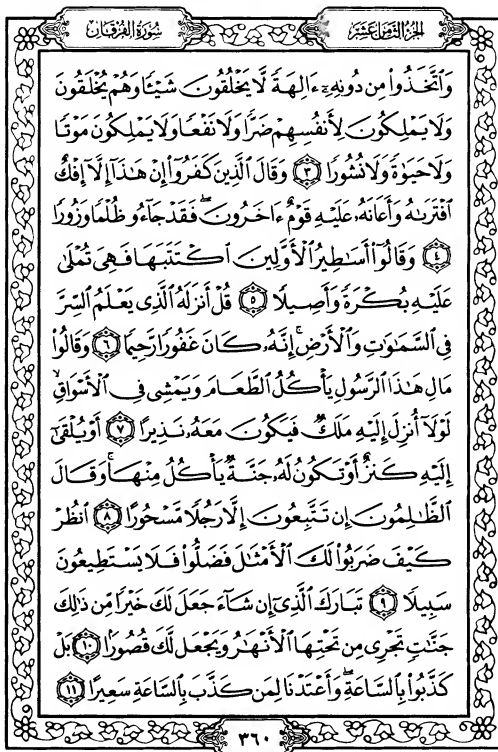 الجزء الثامن عشر
سورة الفرقان
وَٱتَّخَذُوا۟ مِن دُونِهِۦٓ ءَالِهَةً لَّا يَخْلُقُونَ شَيْـًٔا وَهُمْ يُخْلَقُونَ
وَلَا يَمْلِكُونَ لِأَنفُسِهِمْ ضَرًّا وَلَا نَفْعًا وَلَا يَمْلِكُونَ مَوْتًا
وَلَا حَيَوٰةً وَلَا نُشُورًا ٣ وَقَالَ ٱلَّذِينَ كَفَرُوٓا۟ إِنْ هَـٰذَآ إِلَّآ إِفْكٌ
ٱفْتَرَىٰهُ وَأَعَانَهُۥ عَلَيْهِ قَوْمٌ ءَاخَرُونَ ۖ فَقَدْ جَآءُو ظُلْمًا وَزُورًا
٤ وَقَالُوٓا۟ أَسَـٰطِيرُ ٱلْأَوَّلِينَ ٱكْتَتَبَهَا فَهِىَ تُمْلَىٰ
عَلَيْهِ بُكْرَةً وَأَصِيلًا ٥ قُلْ أَنزَلَهُ ٱلَّذِى يَعْلَمُ ٱلسِّرَّ
فِى ٱلسَّمَـٰوَٰتِ وَٱلْأَرْضِ ۚ إِنَّهُۥ كَانَ غَفُورًا رَّحِيمًا ٦ وَقَالُوا۟
مَالِ هَـٰذَا ٱلرَّسُولِ يَأْكُلُ ٱلطَّعَامَ وَيَمْشِى فِى ٱلْأَسْوَاقِ ۙ
لَوْلَآ أُنزِلَ إِلَيْهِ مَلَكٌ فَيَكُونَ مَعَهُۥ نَذِيرًا ٧ أَوْ يُلْقَىٰٓ
إِلَيْهِ كَنزٌ أَوْ تَكُونُ لَهُۥ جَنَّةٌ يَأْكُلُ مِنْهَا ۚ وَقَالَ
ٱلظَّـٰلِمُونَ إِن تَتَّبِعُونَ إِلَّا رَجُلًا مَّسْحُورًا ٨ ٱنظُرْ
كَيْفَ ضَرَبُوا۟ لَكَ ٱلْأَمْثَـٰلَ فَضَلُّوا۟ فَلَا يَسْتَطِيعُونَ
سَبِيلًا ٩ تَبَارَكَ ٱلَّذِىٓ إِن شَآءَ جَعَلَ لَكَ خَيْرًا مِّن ذَٰلِكَ
جَنَّـٰتٍ تَجْرِى مِن تَحْتِهَا ٱلْأَنْهَـٰرُ وَيَجْعَل لَّكَ قُصُورًۢا ١٠ بَلْ
كَذَّبُوا۟ بِٱلسَّاعَةِ ۖ وَأَعْتَدْنَا لِمَن كَذَّبَ بِٱلسَّاعَةِ سَعِيرًا ١١
٣٦٠